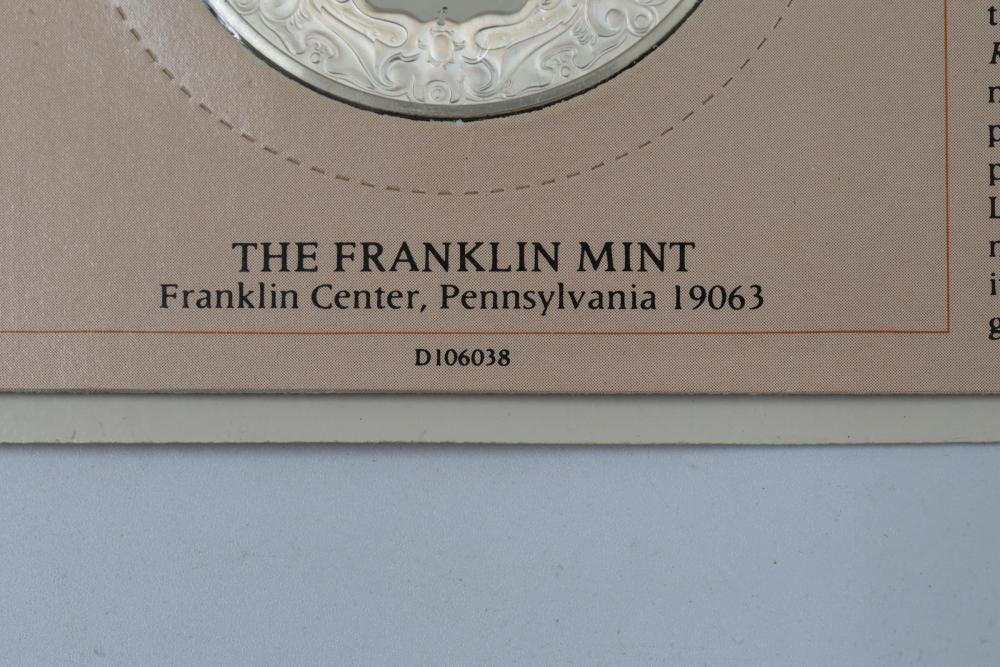 THE FRANKLIN MINT
Franklin Center, Pennsylvania 19063
D106038